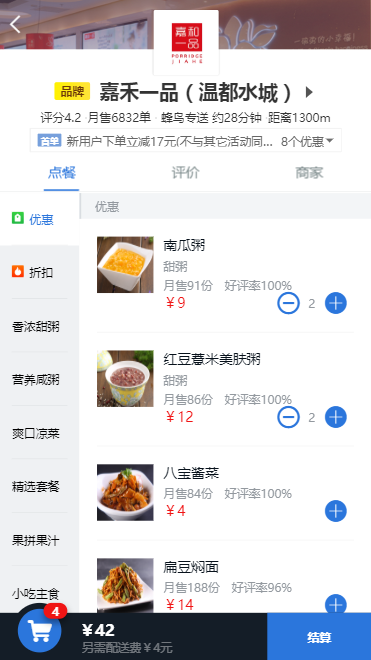 嘉和
一品
PORRIDGE
JIAHE
品牌 嘉禾一品（温都水城）
评分4.2 月售6832单 · 蜂鸟专送 约28分钟 距离1300m
首单 新用户下单立减17元(不与其它活动同... 8个优惠
点餐 评价 商家
优惠
折扣
香浓甜粥
营养咸粥
爽口凉菜
精选套餐
果拼果汁
小吃主食
优惠
南瓜粥
甜粥
月售91份 好评率100%
￥9 2
红豆薏米美肤粥
甜粥
月售86份 好评率100%
￥12 2
八宝酱菜
月售84份 好评率100%
￥4
扁豆焖面
月售188份 好评率96%
￥14
4
￥42
另需配送费￥4元
结算